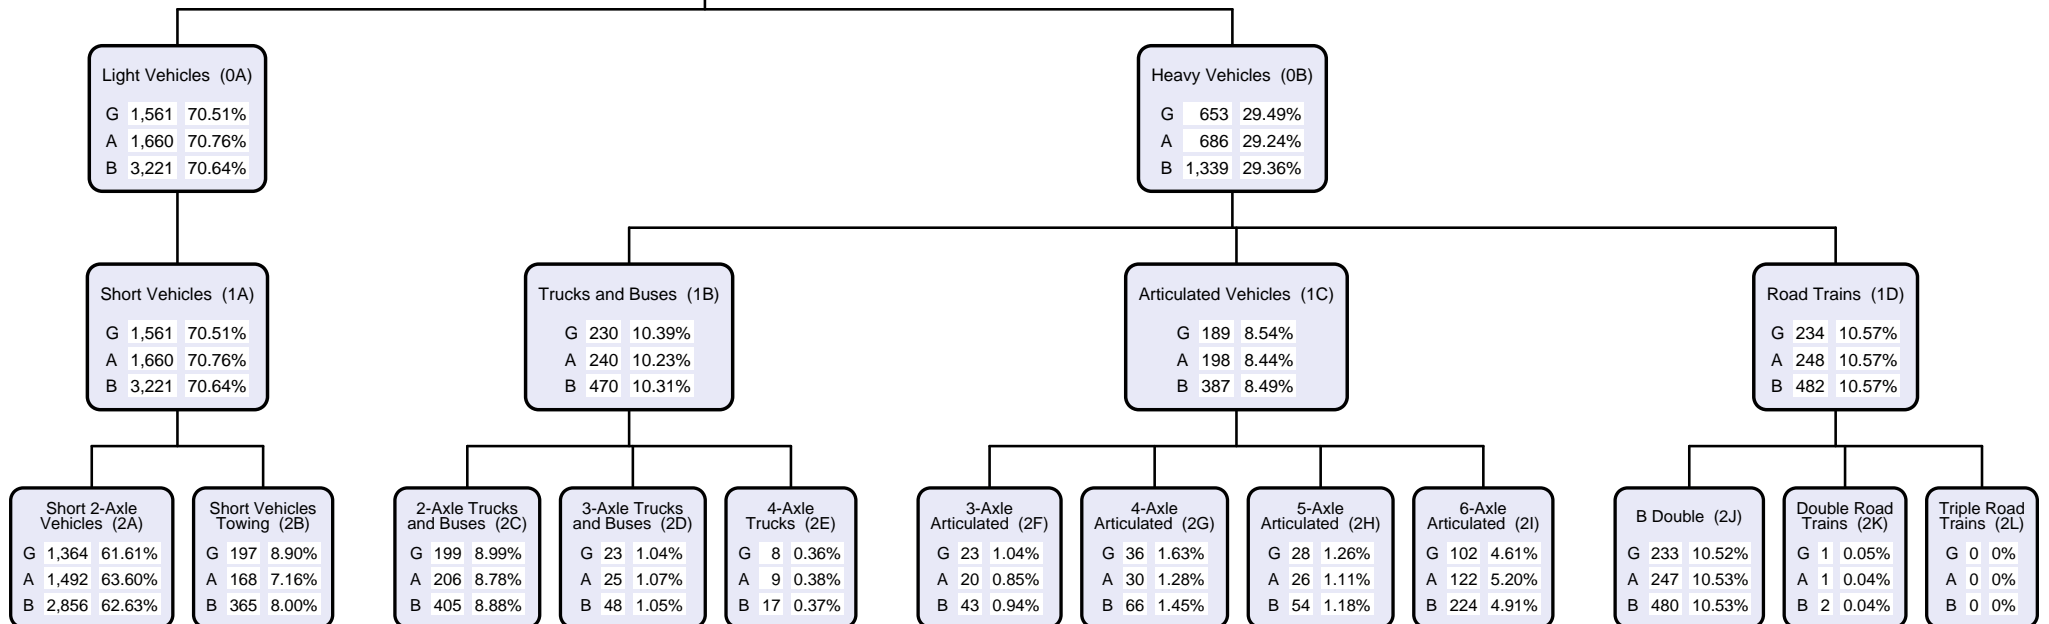 Light Vehicles (0A)
G 1,561 70.51%
A 1,660 70.76%
B 3,221 70.64%
Heavy Vehicles (0B)
G 653 29.49%
A 686 29.24%
B 1,339 29.36%
Short Vehicles (1A)
G 1,561 70.51%
A 1,660 70.76%
B 3,221 70.64%
Trucks and Buses (1B)
G 230 10.39%
A 240 10.23%
B 470 10.31%
Articulated Vehicles (1C)
G 189 8.54%
A 198 8.44%
B 387 8.49%
Road Trains (1D)
G 234 10.57%
A 248 10.57%
B 482 10.57%
Short 2-Axle
Vehicles (2A)
G 1,364 61.61%
A 1,492 63.60%
B 2,856 62.63%
Short Vehicles
Towing (2B)
G 197 8.90%
A 168 7.16%
B 365 8.00%
2-Axle Trucks
and Buses (2C)
G 199 8.99%
A 206 8.78%
B 405 8.88%
3-Axle Trucks
and Buses (2D)
G 23 1.04%
A 25 1.07%
B 48 1.05%
4-Axle
Trucks (2E)
G 8 0.36%
A 9 0.38%
B 17 0.37%
3-Axle
Articulated (2F)
G 23 1.04%
A 20 0.85%
B 43 0.94%
4-Axle
Articulated (2G)
G 36 1.63%
A 30 1.28%
B 66 1.45%
5-Axle
Articulated (2H)
G 28 1.26%
A 26 1.11%
B 54 1.18%
6-Axle
Articulated (2I)
G 102 4.61%
A 122 5.20%
B 224 4.91%
B Double (2J)
G 233 10.52%
A 247 10.53%
B 480 10.53%
Double Road
Trains (2K)
G 1 0.05%
A 1 0.04%
B 2 0.04%
Triple Road
Trains (2L)
G 0 0%
A 0 0%
B 0 0%